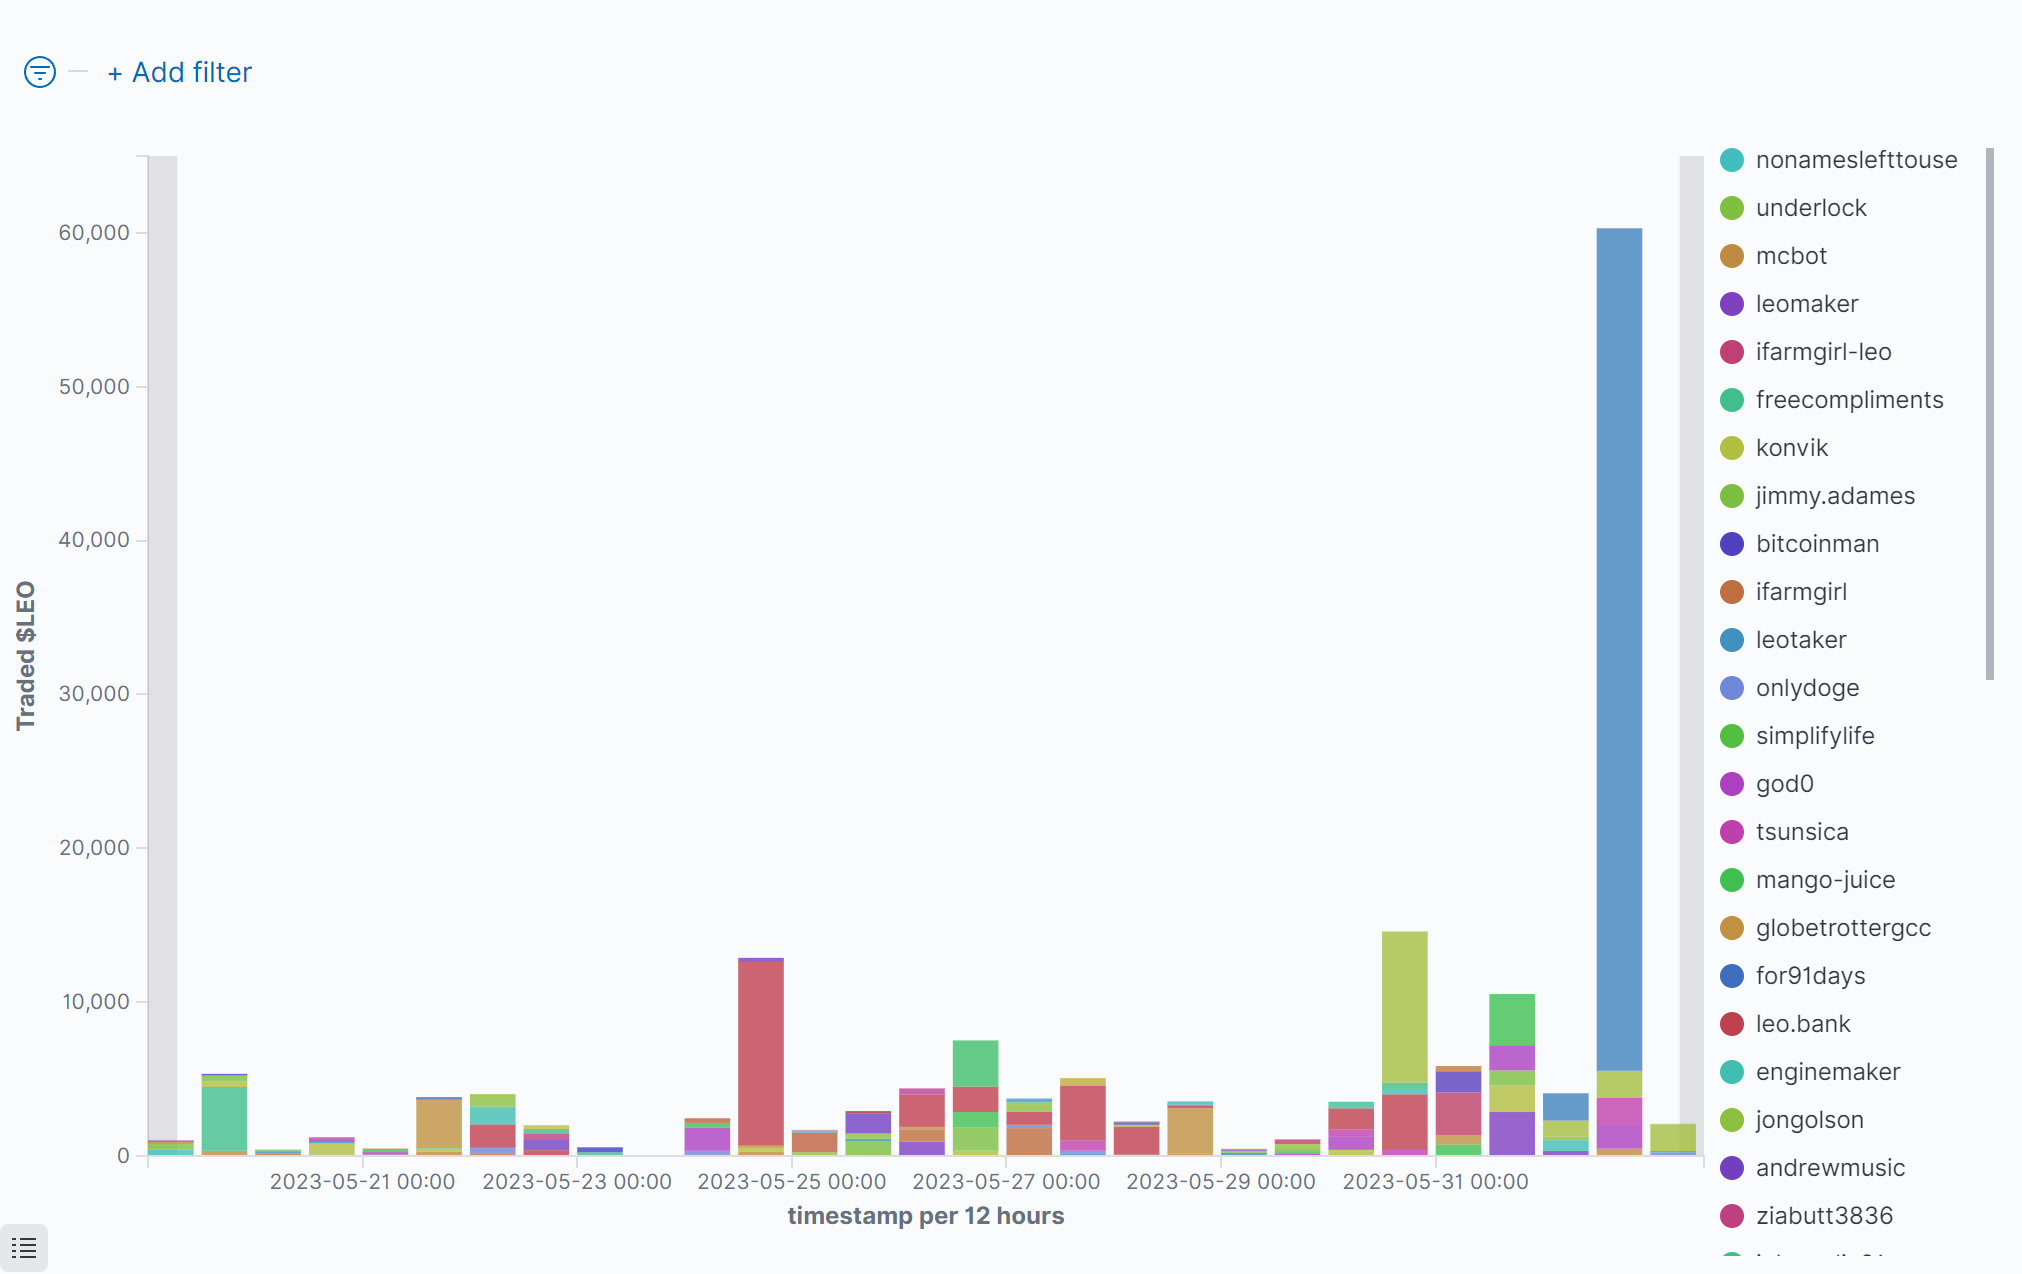 + Add filter
60,000
50,000
40,000
30,000
20,000
10,000
0
Traded $LEO
2023-05-21 00:00
2023-05-23 00:00
2023-05-25 00:00
2023-05-27 00:00
2023-05-29 00:00
2023-05-31 00:00
timestamp per 12 hours
nonameslefttouse
underlock
mcbot
leomaker
ifarmgirl-leo
freecompliments
konvik
jimmy.adames
bitcoinman
ifarmgirl
leotaker
onlydoge
simplifylife
god0
tsunsica
mango-juice
globetrottergcc
for91days
leo.bank
enginemaker
jongolson
andrewmusic
ziabutt3836